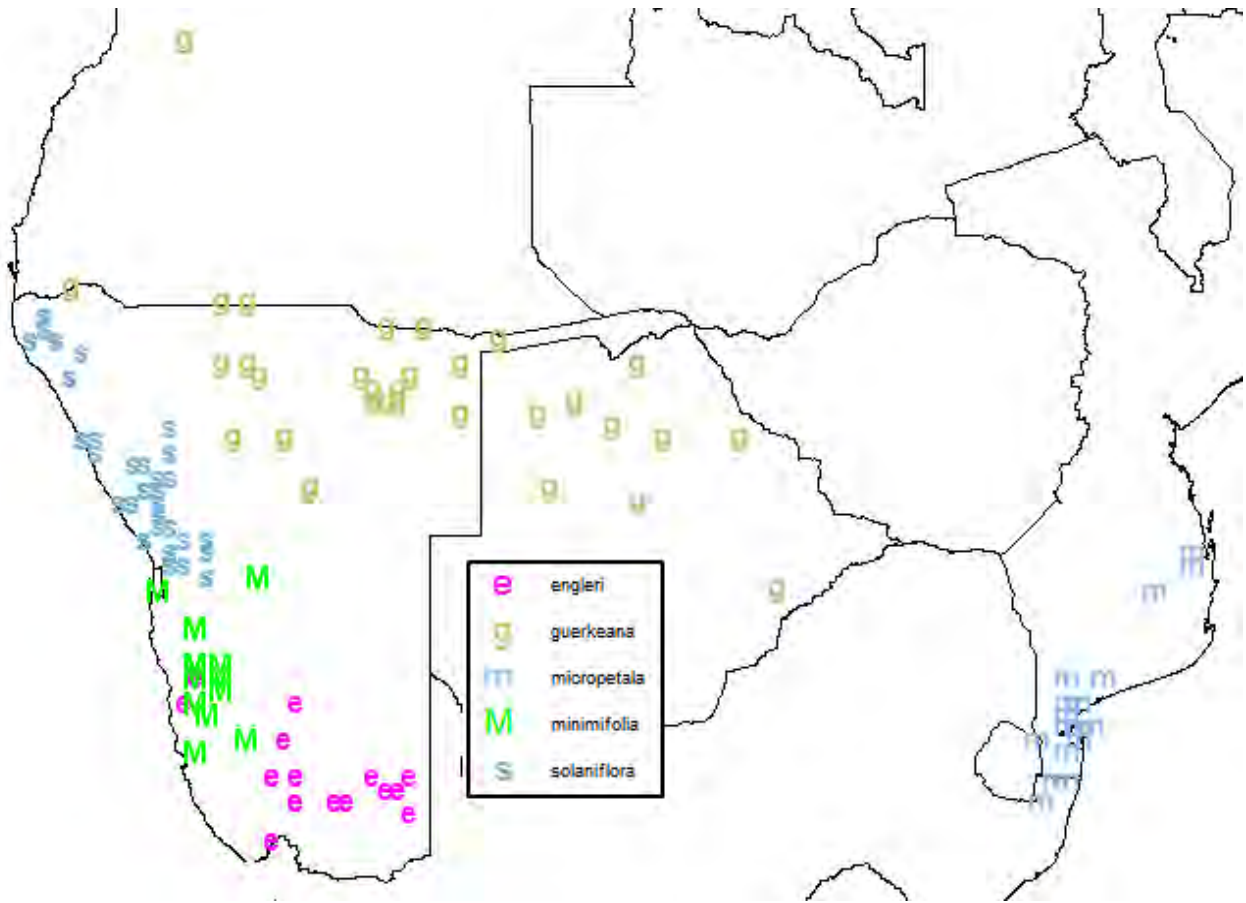 e engleri
g guerkeana
m micropetala
M minimifolia
s solaniflora